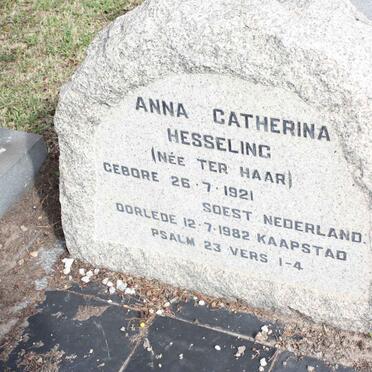 ANNA CATHERINA
HESSELING
(NÉE TER HAAR)
GEBORE 26·7·1921
SOEST NEDERLAND.
OORLEDE 12·7·1982 KAAPSTAD
PSALM 23 VERS 1-4